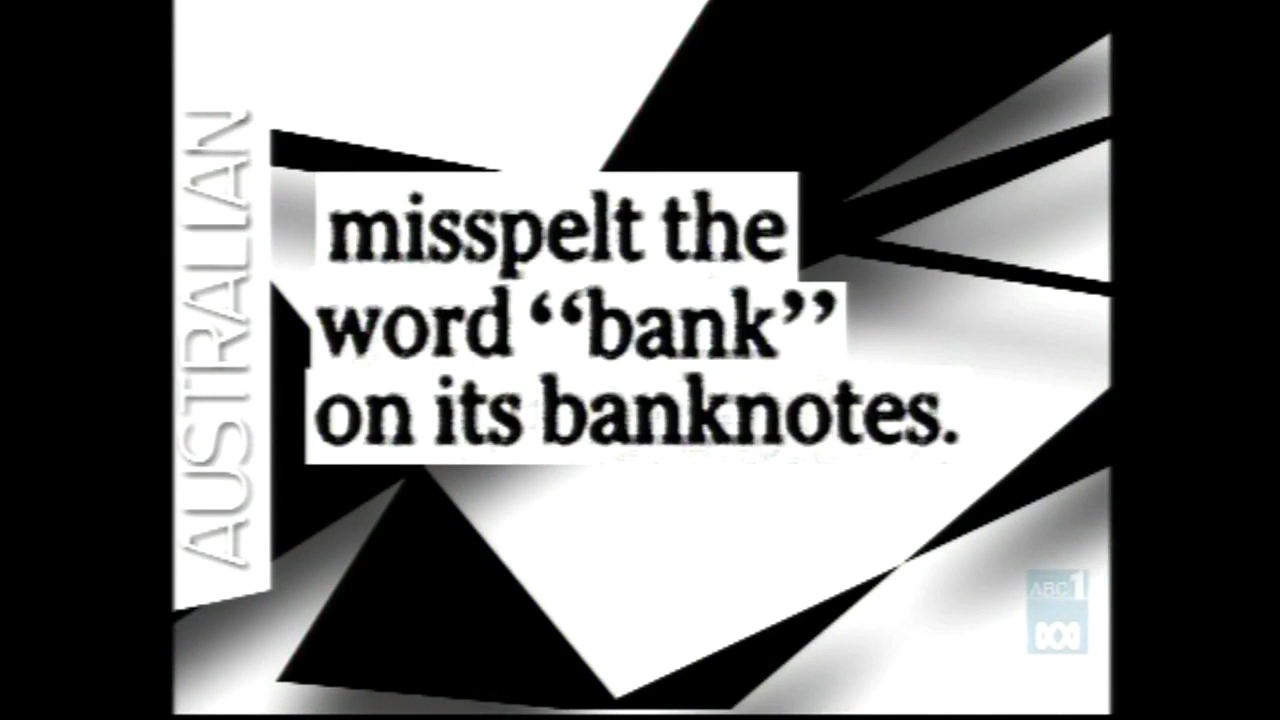 AUSTRALIAN
misspelt the
word “bank”
on its banknotes.
ABC1